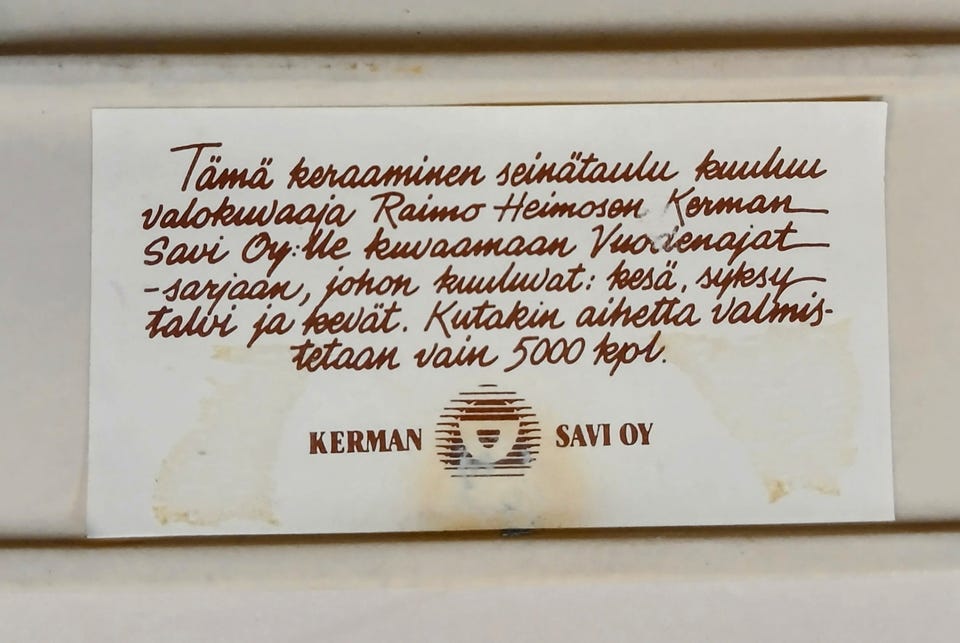 Tämä keraaminen seinätaulu kuuluu
valokuvaaja Raimo Heimosen Kerman
Savi Oy:lle kuvaamaan Vuodenajat
-sarjaan, johon kuuluvat: kesä, syksy
talvi ja kevät. Kutakin aihetta valmis-
tetaan vain 5000 kpl.
KERMAN SAVI OY